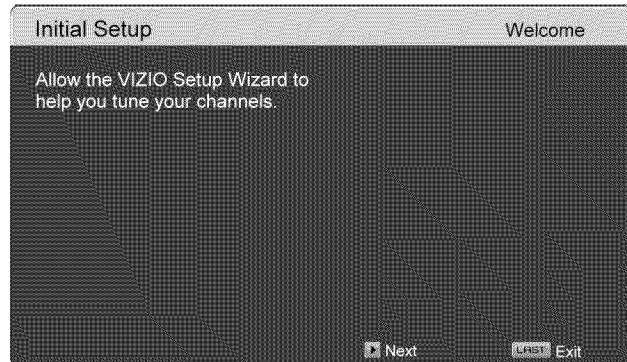 Initial Setup
Welcome
Allow the VIZIO Setup Wizard to
help you tune your channels.
Next
LAST Exit